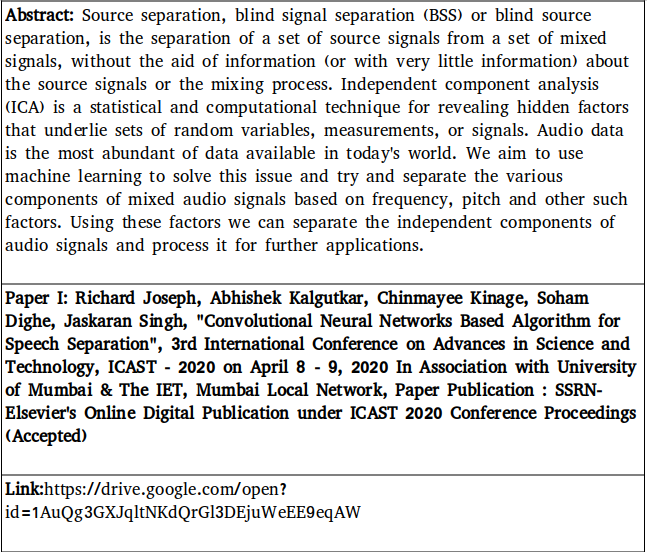 Abstract: Source separation, blind signal separation (BSS) or blind source
separation, is the separation of a set of source signals from a set of mixed
signals, without the aid of information (or with very little information) about
the source signals or the mixing process. Independent component analysis
(ICA) is a statistical and computational technique for revealing hidden factors
that underlie sets of random variables, measurements, or signals. Audio data
is the most abundant of data available in today's world. We aim to use
machine learning to solve this issue and try and separate the various
components of mixed audio signals based on frequency, pitch and other such
factors. Using these factors we can separate the independent components of
audio signals and process it for further applications.
Paper I: Richard Joseph, Abhishek Kalgutkar, Chinmayee Kinage, Soham
Dighe, Jaskaran Singh, "Convolutional Neural Networks Based Algorithm for
Speech Separation", 3rd International Conference on Advances in Science and
Technology, ICAST - 2020 on April 8 - 9, 2020 In Association with University
of Mumbai & The IET, Mumbai Local Network, Paper Publication : SSRN-
Elsevier's Online Digital Publication under ICAST 2020 Conference Proceedings
(Accepted)
Link:https://drive.google.com/open?
id=1AuQg3GXJqltNKdQrGl3DEjuWeEE9eqAW